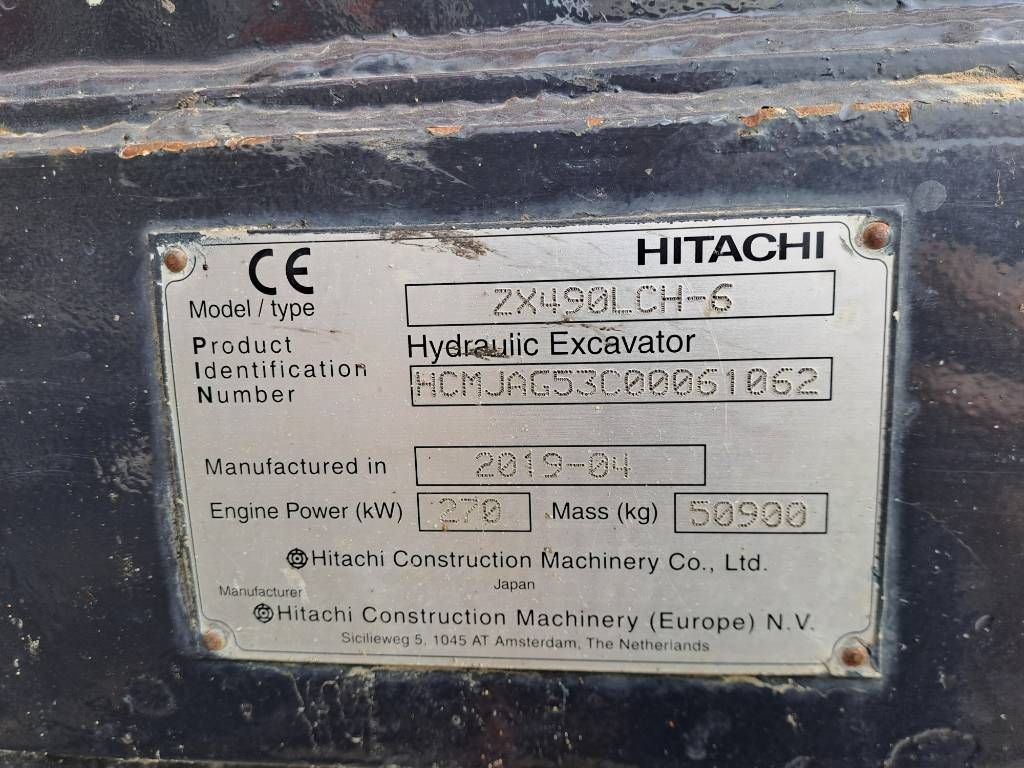 CE HITACHI
Model / type ZX490LCH-6
Product Hydraulic Excavator
Identification
Number HCMJAG53C00061062
Manufactured in 2019-04
Engine Power (kW) 270 Mass (kg) 50900
Hitachi Construction Machinery Co., Ltd.
Japan
Manufacturer
Hitachi Construction Machinery (Europe) N.V.
Sicilieweg 5, 1045 AT Amsterdam, The Netherlands